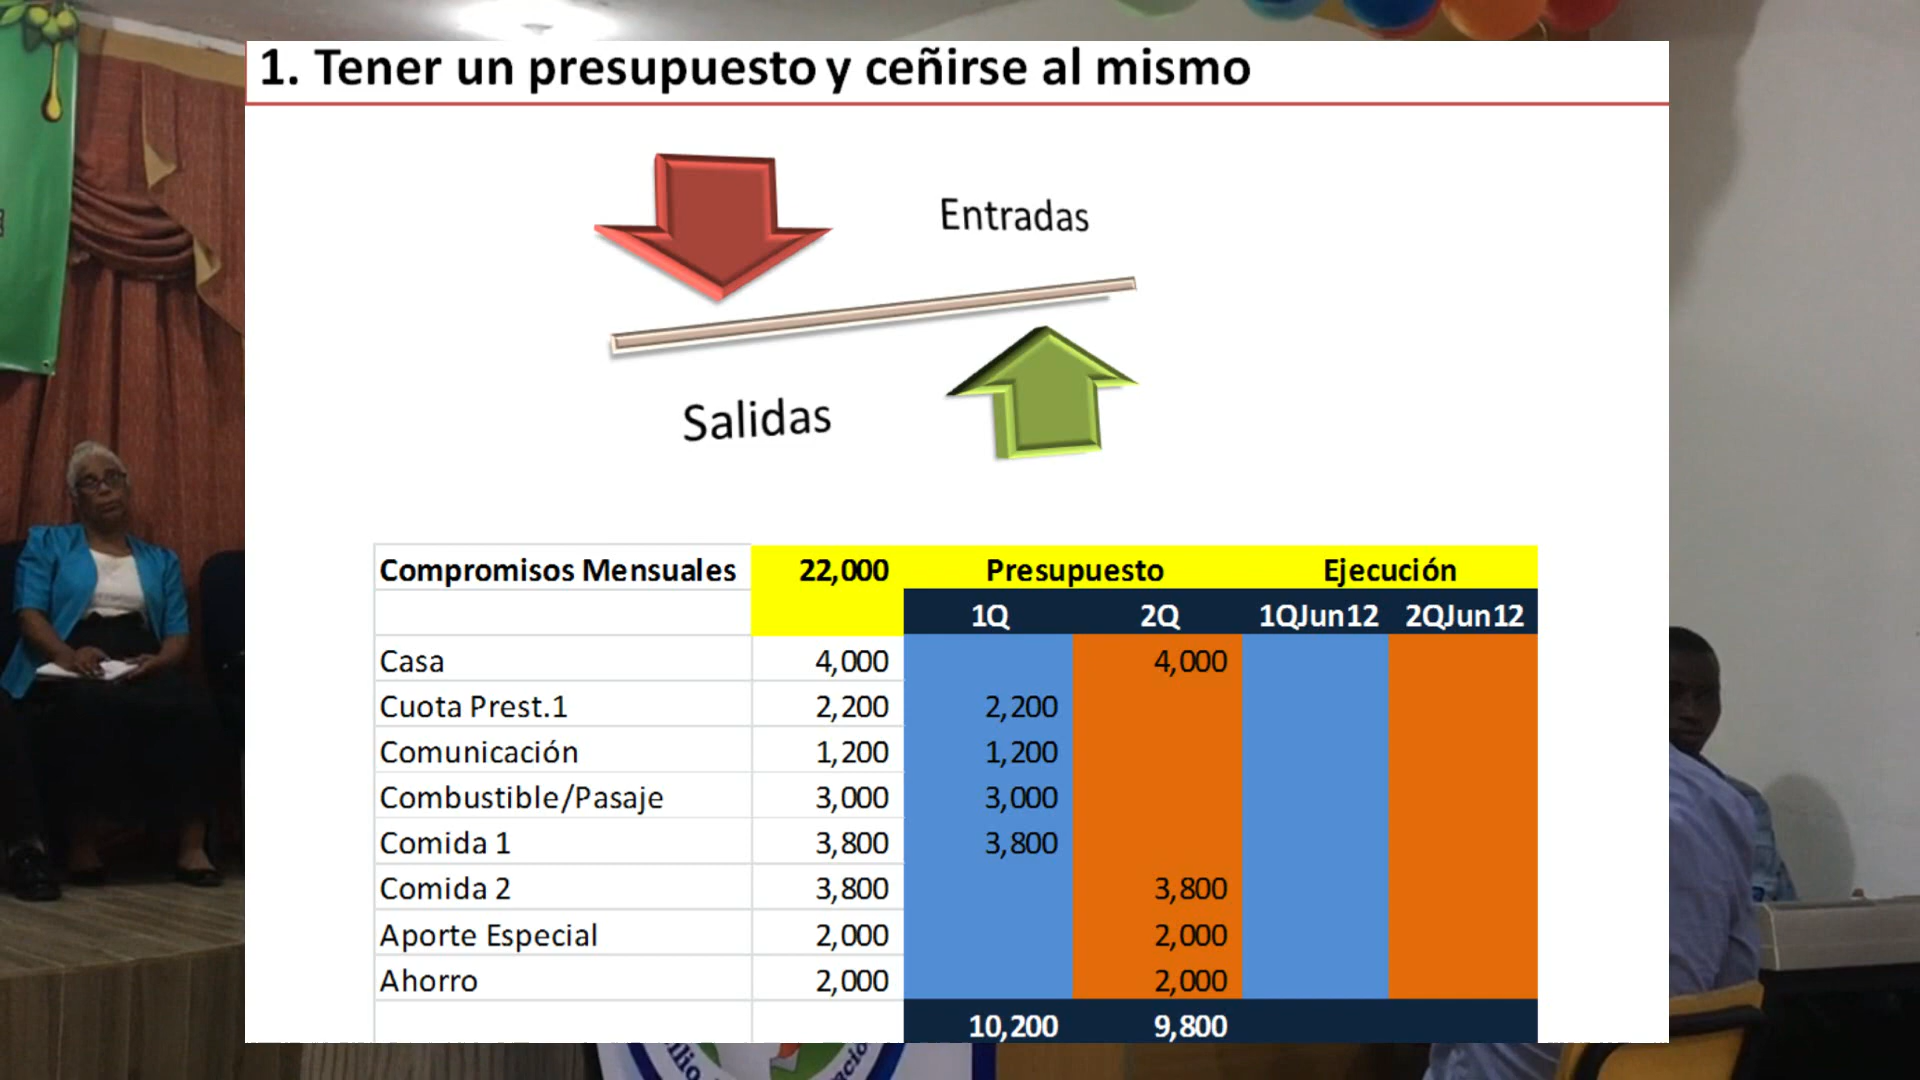 1. Tener un presupuesto y ceñirse al mismo
Entradas
Salidas
Compromisos Mensuales 22,000 Presupuesto Ejecución
1Q 2Q 1QJun12 2QJun12
Casa 4,000 4,000
Cuota Prest.1 2,200 2,200
Comunicación 1,200 1,200
Combustible/Pasaje 3,000 3,000
Comida 1 3,800 3,800
Comida 2 3,800 3,800
Aporte Especial 2,000 2,000
Ahorro 2,000 2,000
10,200 9,800